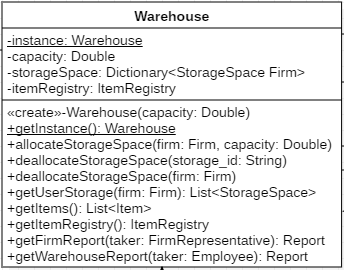 Warehouse
-instance: Warehouse
-capacity: Double
-storageSpace: Dictionary<StorageSpace Firm>
-itemRegistry: ItemRegistry
«create»-Warehouse(capacity: Double)
+getInstance(): Warehouse
+allocateStorageSpace(firm: Firm, capacity: Double)
+deallocateStorageSpace(storage_id: String)
+deallocateStorageSpace(firm: Firm)
+getUserStorage(firm: Firm): List<StorageSpace>
+getItems(): List<Item>
+getItemRegistry(): ItemRegistry
+getFirmReport(taker: FirmRepresentative): Report
+getWarehouseReport(taker: Employee): Report